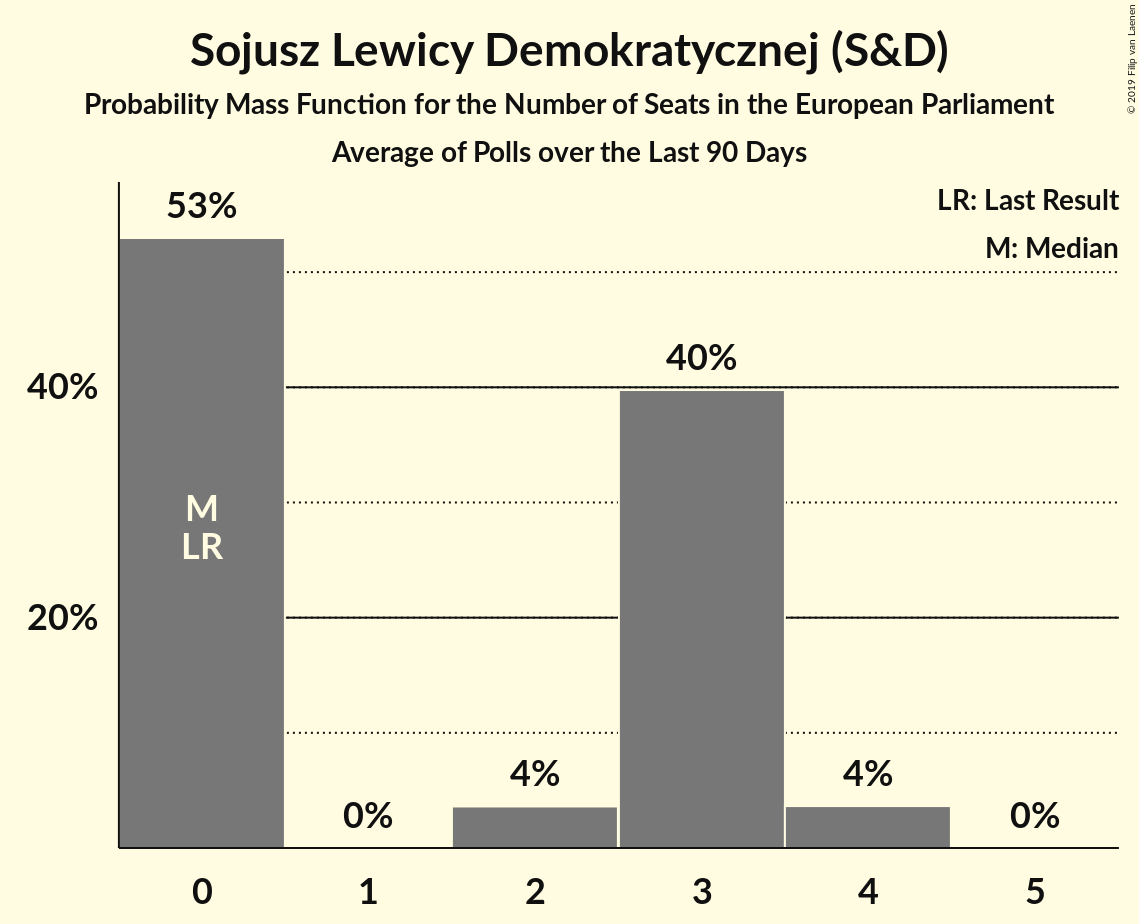 Sojusz Lewicy Demokratycznej (S&D)
Probability Mass Function for the Number of Seats in the European Parliament
Average of Polls over the Last 90 Days
© 2019 Filip van Laenen
LR: Last Result
M: Median
53%
40%
40%
M
LR
20%
4%
4%
0%
0%
0 1 2 3 4 5